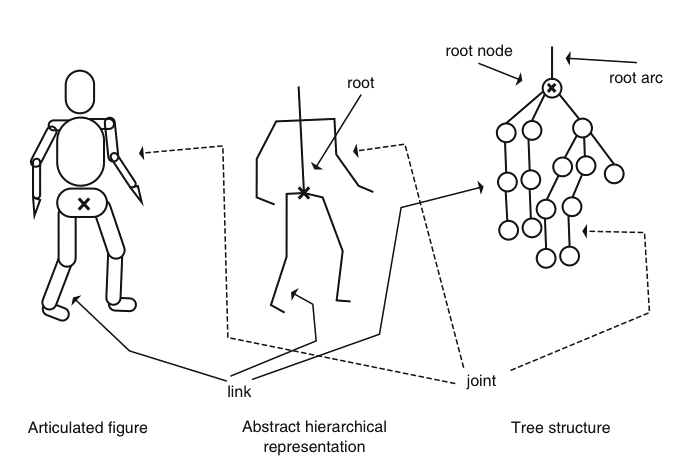 root node
root arc
root
link
joint
Articulated figure
Abstract hierarchical
representation
Tree structure